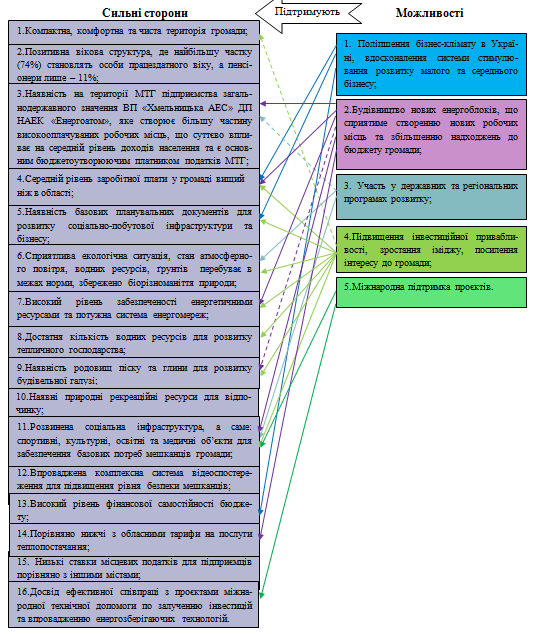 Сильні сторони
Підтримують
Можливості
1.Компактна, комфортна та чиста територія громади;
2.Позитивна вікова структура, де найбільшу частку
(74%) становлять особи працездатного віку, а пенсі-
онери лише – 11%;
3.Наявність на території МТГ підприємства загаль-
нодержавного значення ВП «Хмельницька АЕС» ДП
НАЕК «Енергоатом», яке створює більшу частину
високооплачуваних робочих місць, що суттєво впли-
ває на середній рівень доходів населення та є основ-
ним бюджетоутворюючим платником податків МТГ;
4.Середній рівень заробітної плати у громаді вищий
ніж в області;
5.Наявність базових планувальних документів для
розвитку соціально-побутової інфраструктури та
бізнесу;
6.Сприятлива екологічна ситуація, стан атмосферно-
го повітря, водних ресурсів, ґрунтів перебуває в
межах норми, збережено біорізноманіття природи;
7.Високий рівень забезпеченості енергетичними
ресурсами та потужна система енергомереж;
8.Достатня кількість водних ресурсів для розвитку
тепличного господарства;
9.Наявність родовищ піску та глини для розвитку
будівельної галузі;
10.Наявні природні рекреаційні ресурси для відпо-
чинку;
11.Розвинена соціальна інфраструктура, а саме:
спортивні, культурні, освітні та медичні об’єкти для
забезпечення базових потреб мешканців громади;
12.Впроваджена комплексна система відеоспостере-
ження для підвищення рівня безпеки мешканців;
13.Високий рівень фінансової самостійності бюдже-
ту;
14.Порівняно нижчі з обласними тарифи на послуги
теплопостачання;
15. Низькі ставки місцевих податків для підприємців
порівняно з іншими містами;
16.Досвід ефективної співпраці з проєктами міжна-
родної технічної допомоги по залученню інвестицій
та впровадженню енергозберігаючих технологій.
1. Поліпшення бізнес-клімату в Украї-
ні, вдосконалення системи стимулю-
вання розвитку малого та середнього
бізнесу;
2.Будівництво нових енергоблоків, що
сприятиме створенню нових робочих
місць та збільшенню надходжень до
бюджету громади;
3. Участь у державних та регіональних
програмах розвитку;
4.Підвищення інвестиційної приваб­ли-
вості, зростання іміджу, посилення
інтересу до громади;
5.Міжнародна підтримка проєктів.